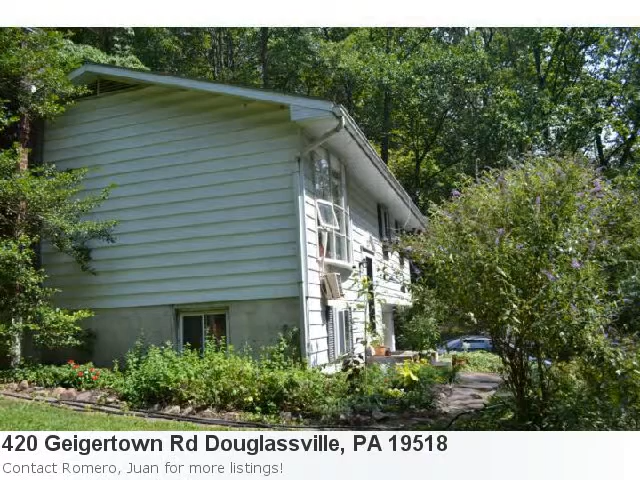 420 Geigertown Rd Douglassville, PA 19518
Contact Romero, Juan for more listings!